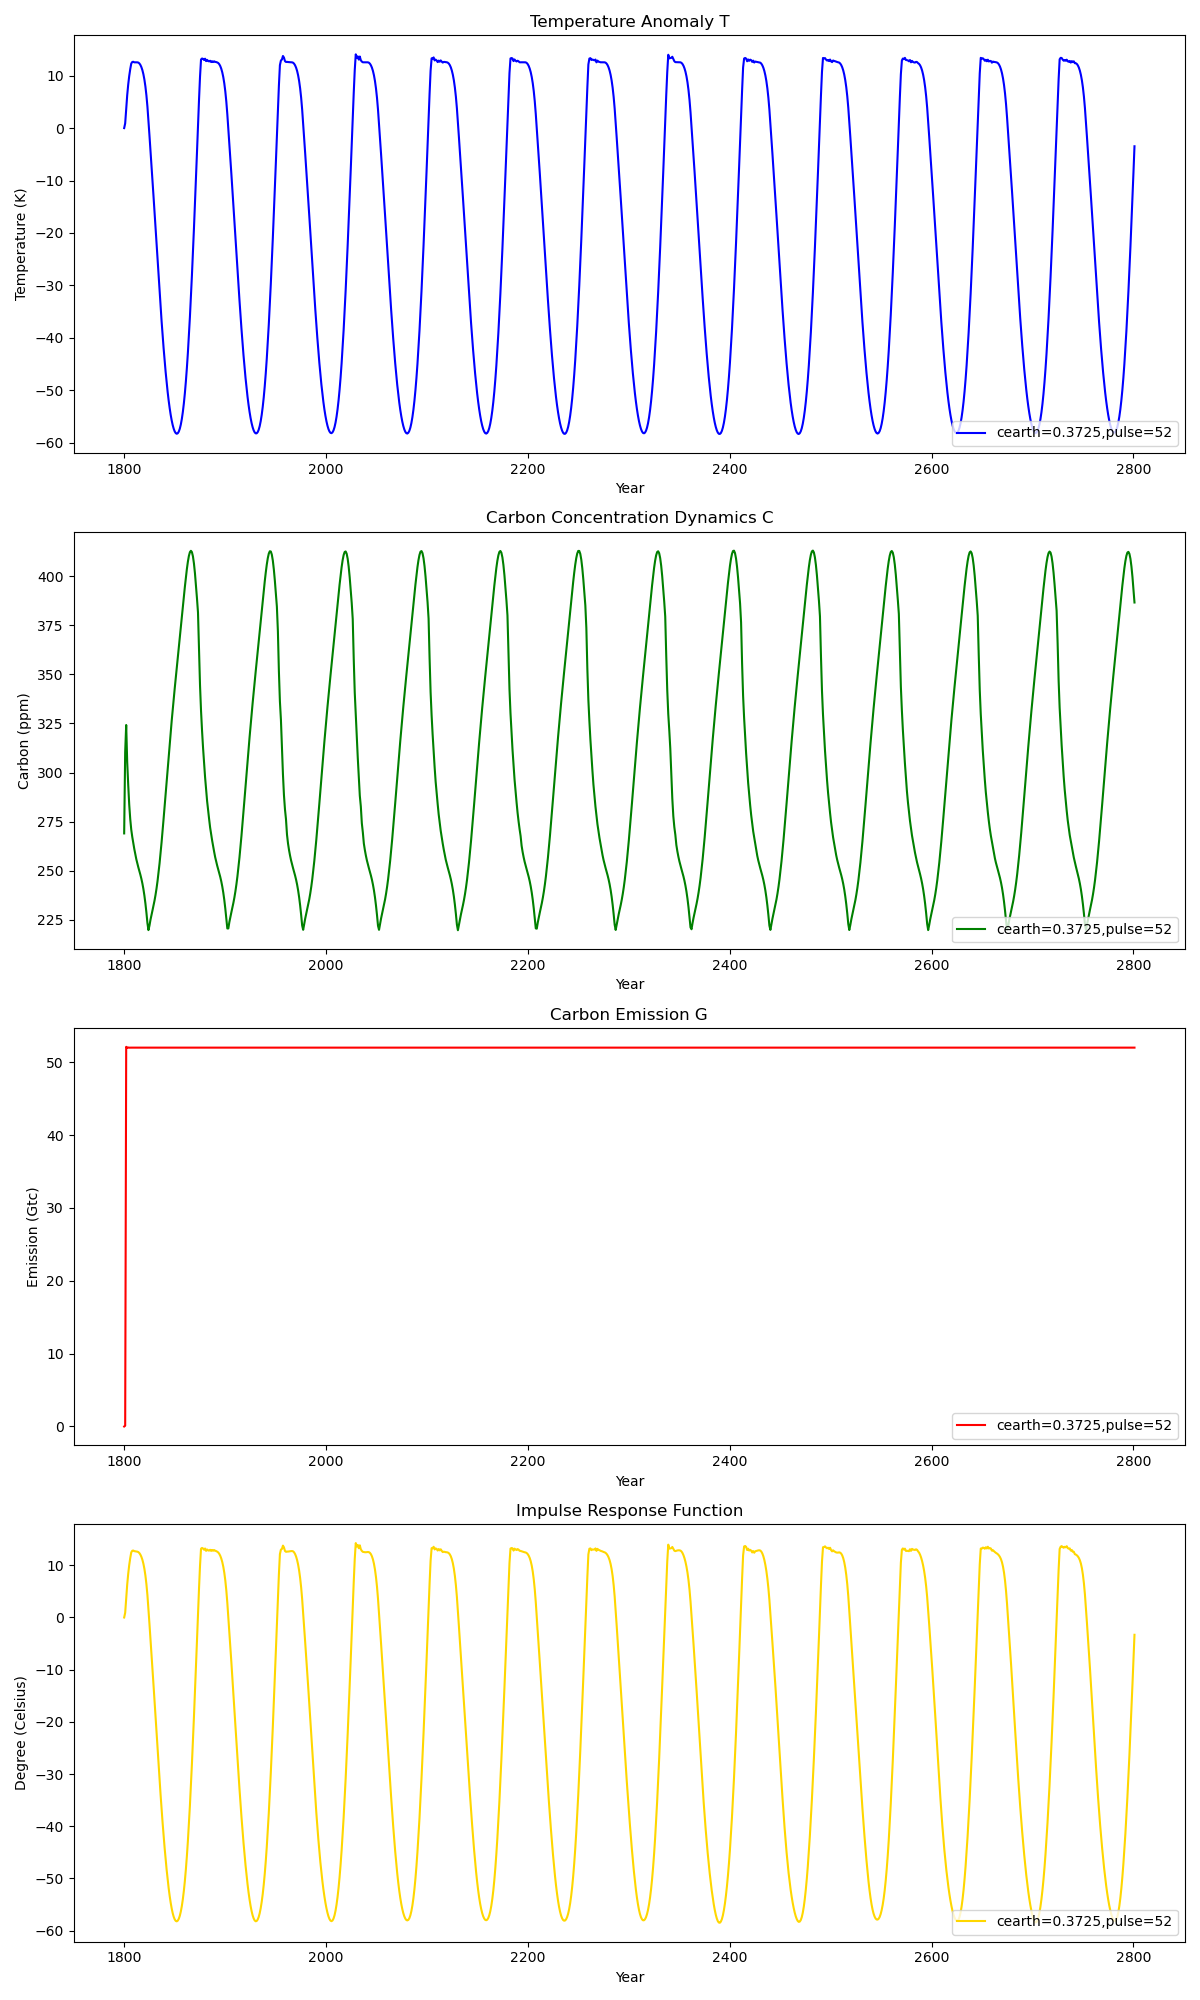 Temperature Anomaly T
10
0
−10
−20
−30
−40
−50
−60
Temperature (K)
cearth=0.3725,pulse=52
1800 2000 2200 2400 2600 2800
Year
Carbon Concentration Dynamics C
400
375
350
325
300
275
250
225
Carbon (ppm)
cearth=0.3725,pulse=52
1800 2000 2200 2400 2600 2800
Year
Carbon Emission G
50
40
30
20
10
0
Emission (Gtc)
cearth=0.3725,pulse=52
1800 2000 2200 2400 2600 2800
Year
Impulse Response Function
10
0
−10
−20
−30
−40
−50
−60
Degree (Celsius)
cearth=0.3725,pulse=52
1800 2000 2200 2400 2600 2800
Year